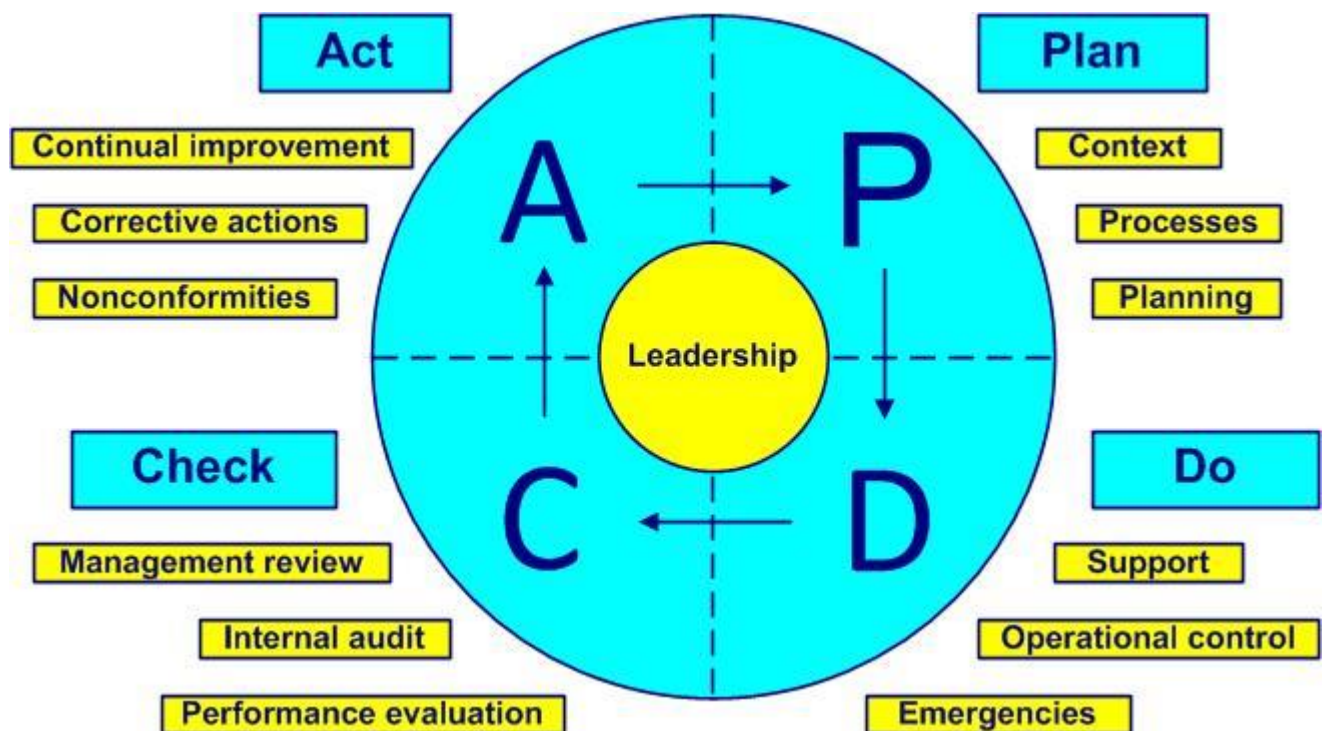 Act
Plan
Continual improvement
A
P
Context
Corrective actions
Processes
Nonconformities
Planning
Leadership
Check
Do
C
D
Management review
Support
Internal audit
Operational control
Performance evaluation
Emergencies